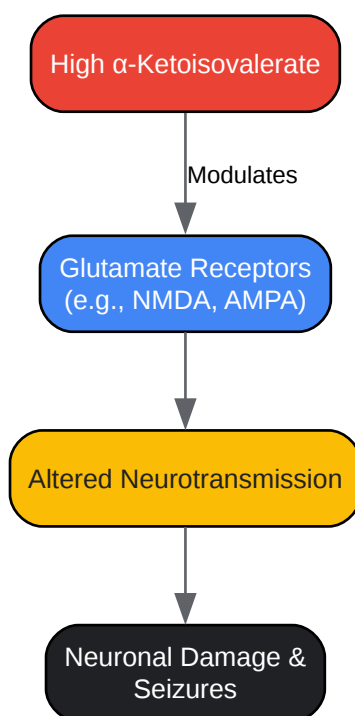 High α-Ketoisovalerate
Modulates
Glutamate Receptors
(e.g., NMDA, AMPA)
Altered Neurotransmission
Neuronal Damage &
Seizures